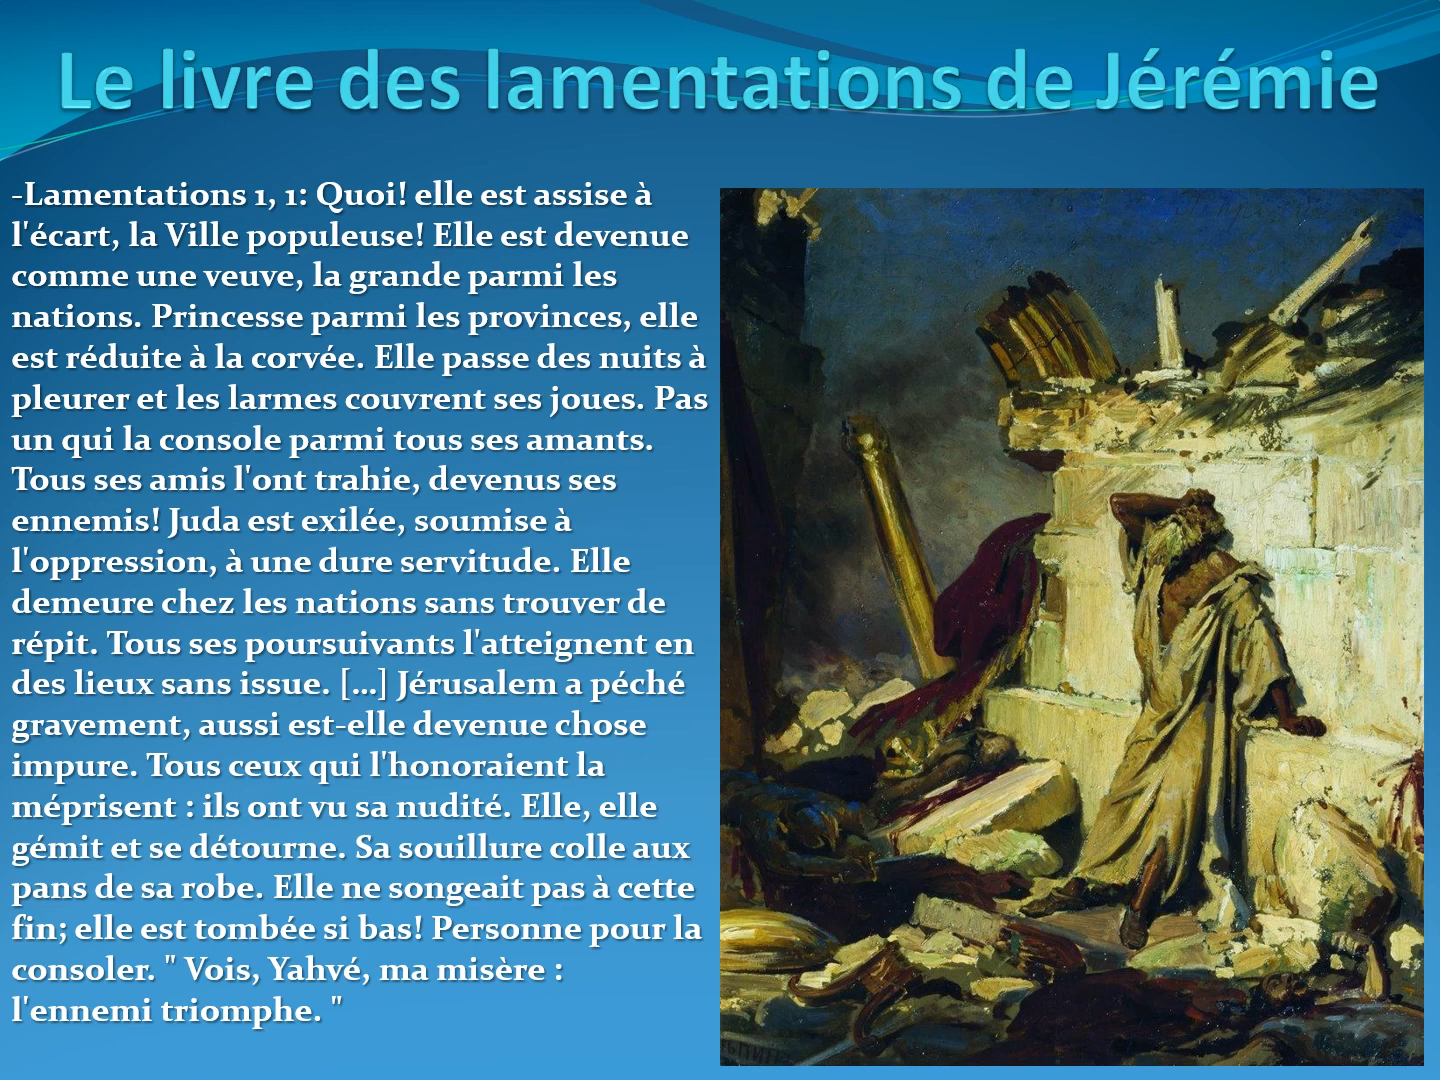 Le livre des lamentations de Jérémie
-Lamentations 1, 1: Quoi! elle est assise à
l'écart, la Ville populeuse! Elle est devenue
comme une veuve, la grande parmi les
nations. Princesse parmi les provinces, elle
est réduite à la corvée. Elle passe des nuits à
pleurer et les larmes couvrent ses joues. Pas
un qui la console parmi tous ses amants.
Tous ses amis l'ont trahie, devenus ses
ennemis! Juda est exilée, soumise à
l'oppression, à une dure servitude. Elle
demeure chez les nations sans trouver de
répit. Tous ses poursuivants l'atteignent en
des lieux sans issue. [...] Jérusalem a péché
gravement, aussi est-elle devenue chose
impure. Tous ceux qui l'honoraient la
méprisent : ils ont vu sa nudité. Elle, elle
gémit et se détourne. Sa souillure colle aux
pans de sa robe. Elle ne songeait pas à cette
fin; elle est tombée si bas! Personne pour la
consoler. " Vois, Yahvé, ma misère :
l'ennemi triomphe. "